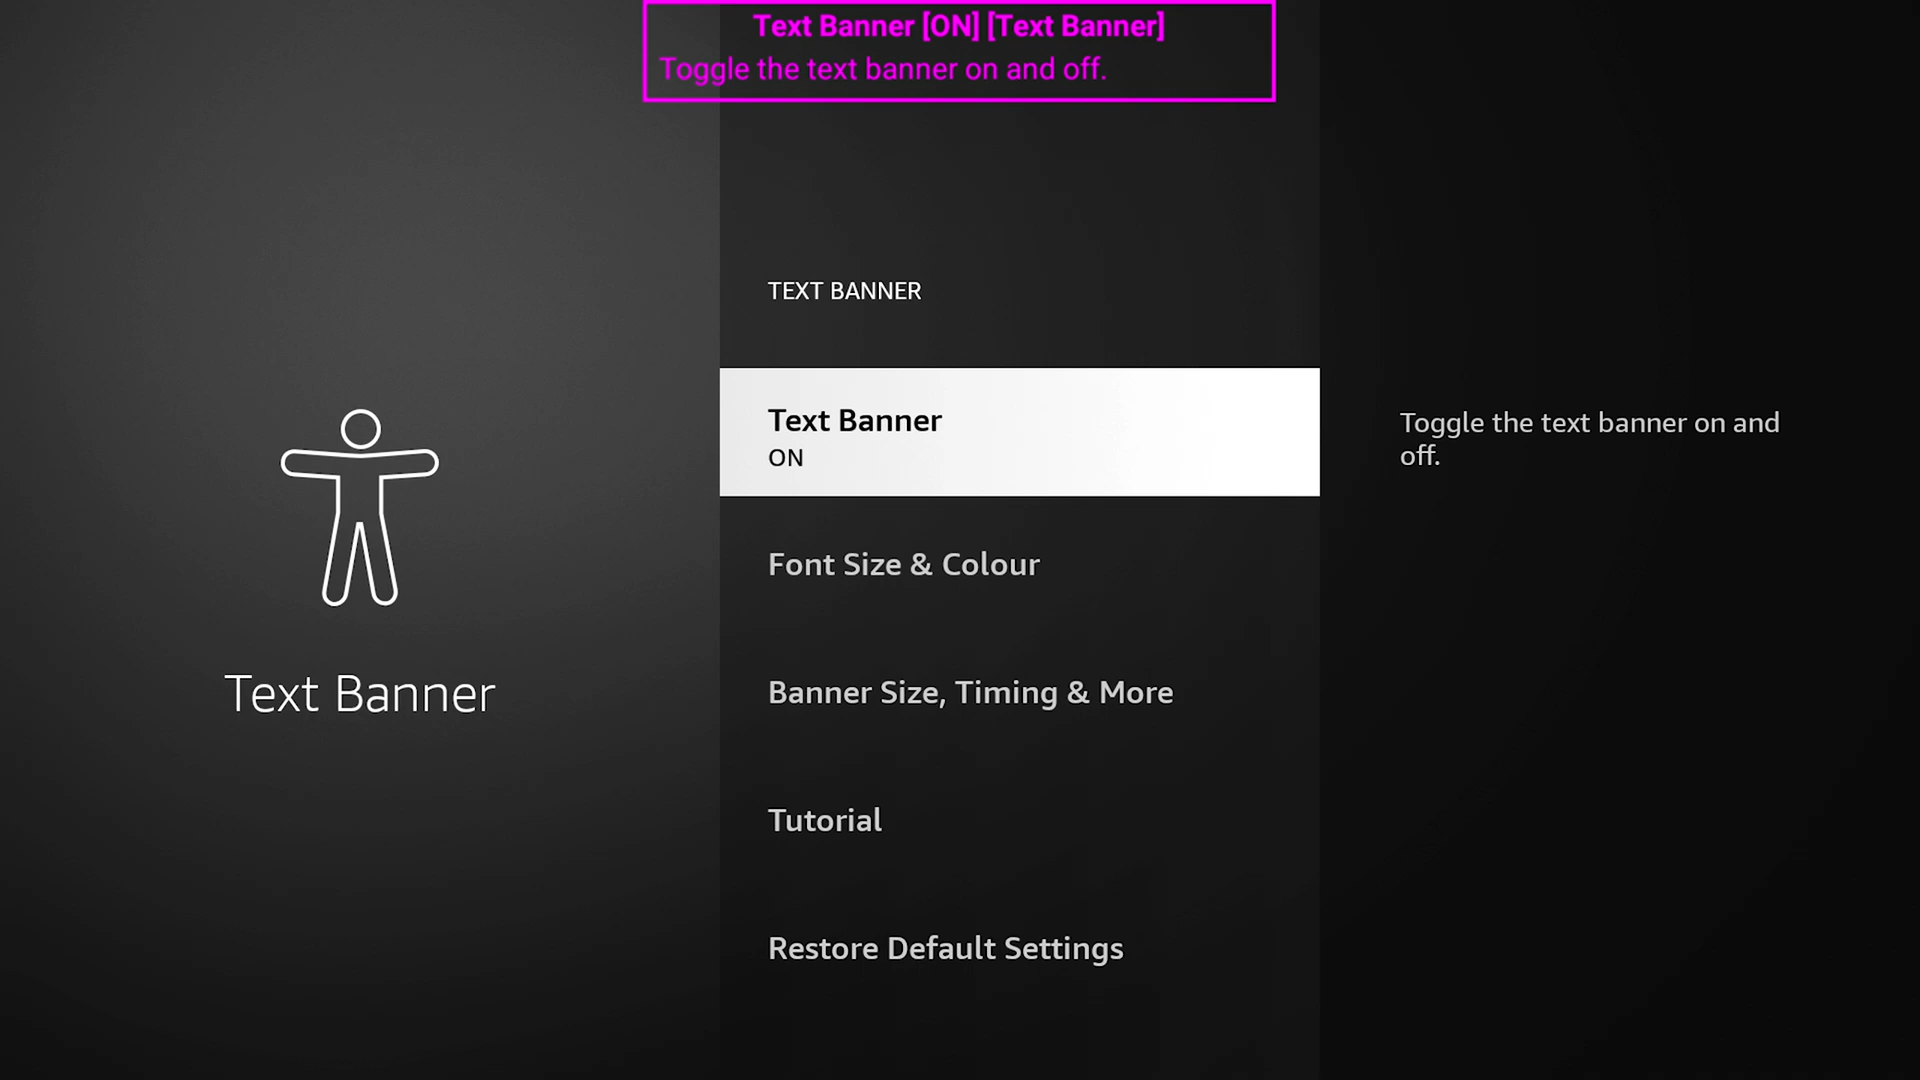 Text Banner [ON] [Text Banner]
Toggle the text banner on and off.
TEXT BANNER
Text Banner
ON
Toggle the text banner on and
off.
Font Size & Colour
Banner Size, Timing & More
Tutorial
Restore Default Settings
Text Banner